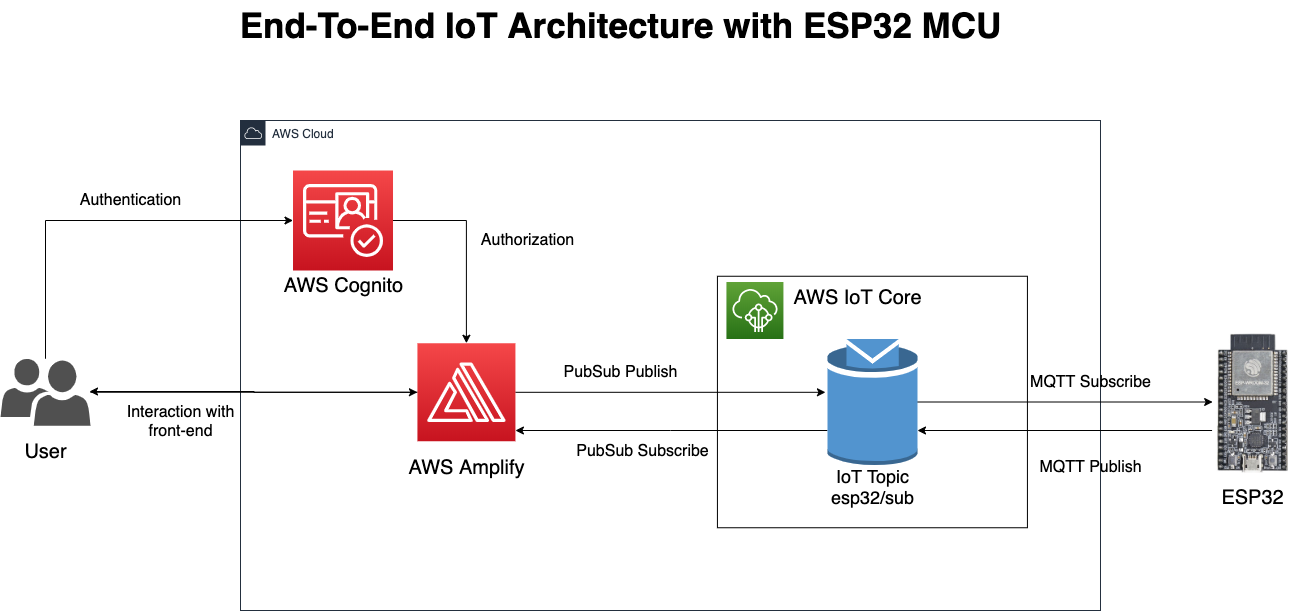 End-To-End IoT Architecture with ESP32 MCU
AWS Cloud
Authentication
AWS Cognito
Authorization
AWS IoT Core
PubSub Publish
MQTT Subscribe
Interaction with
front-end
User
AWS Amplify
PubSub Subscribe
IoT Topic
esp32/sub
MQTT Publish
ESP32